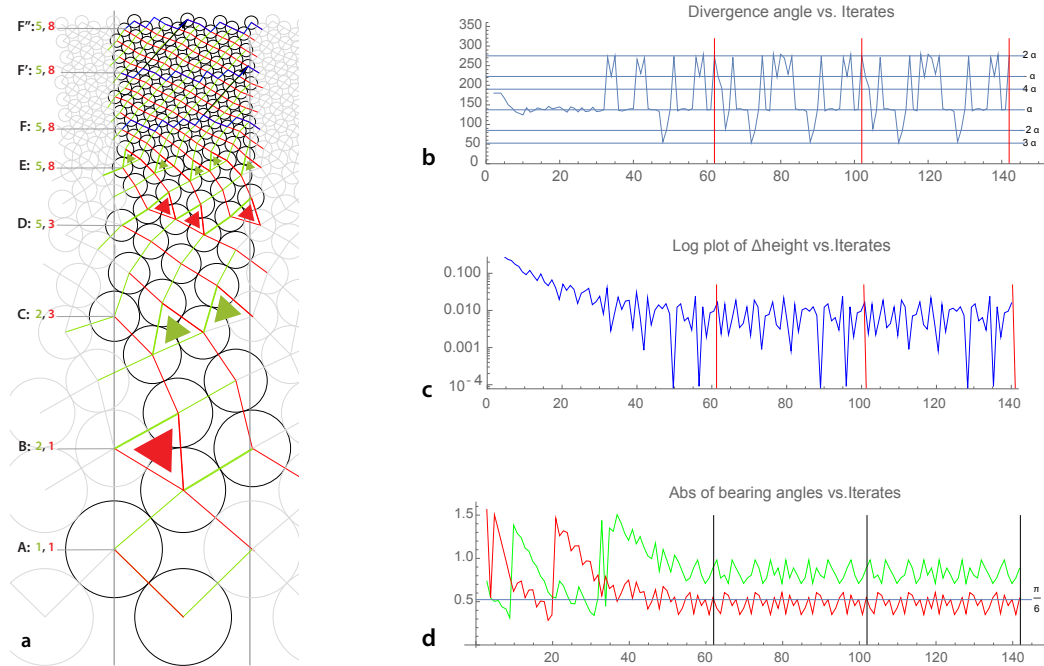 F'': 5, 8
F': 5, 8
F: 5, 8
E: 5, 8
D: 5, 3
C: 2, 3
B: 2, 1
A: 1, 1
a
Divergence angle vs. Iterates
350
300
250
200
150
100
50
0
0 20 40 60 80 100 120 140
2 α
α
4 α
α
2 α
3 α
b
Log plot of Δheight vs.Iterates
0.100
0.010
0.001
10⁻⁴
0 20 40 60 80 100 120 140
c
Abs of bearing angles vs.Iterates
1.5
1.0
0.5
20 40 60 80 100 120 140
π
6
d